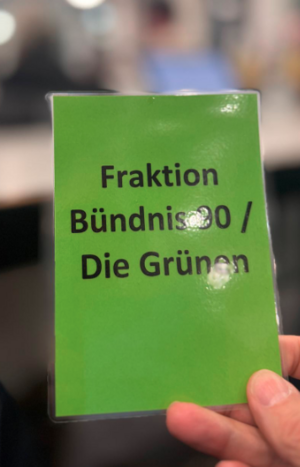 Fraktion
Bündnis 90 /
Die Grünen